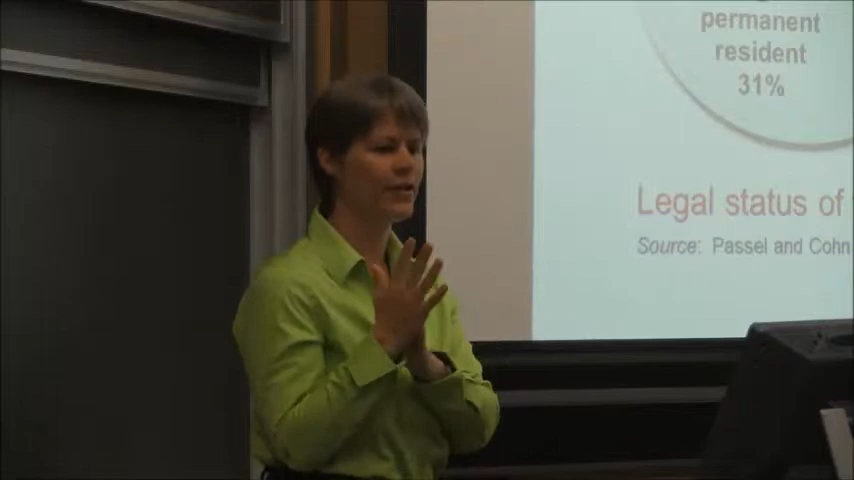 permanent
resident
31%
Legal status of
Source: Passel and Cohn